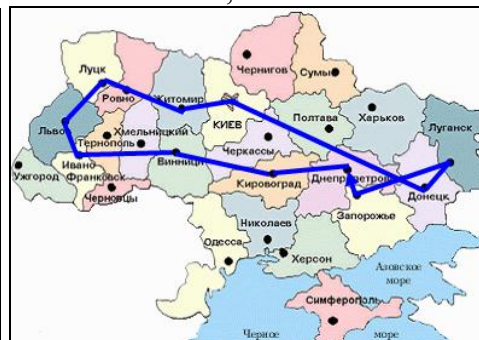 Чернигов
Сумы
Луцк
Ровно
Житомир
КИЕВ
Львов
Тернополь
Хмельницкий
Полтава
Харьков
Луганск
Черкассы
Винница
Ивано
Франковск
Ужгород
Черновцы
Кировоград
Днепропетровск
Донецк
Запорожье
Николаев
Одесса
Херсон
Азовское
море
Симферополь
Черное
море